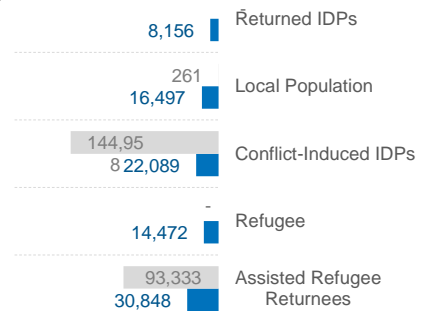 -
Returned IDPs
8,156
261
Local Population
16,497
144,95
8 22,089
Conflict-Induced IDPs
-
Refugee
14,472
93,333
Assisted Refugee
Returnees
30,848